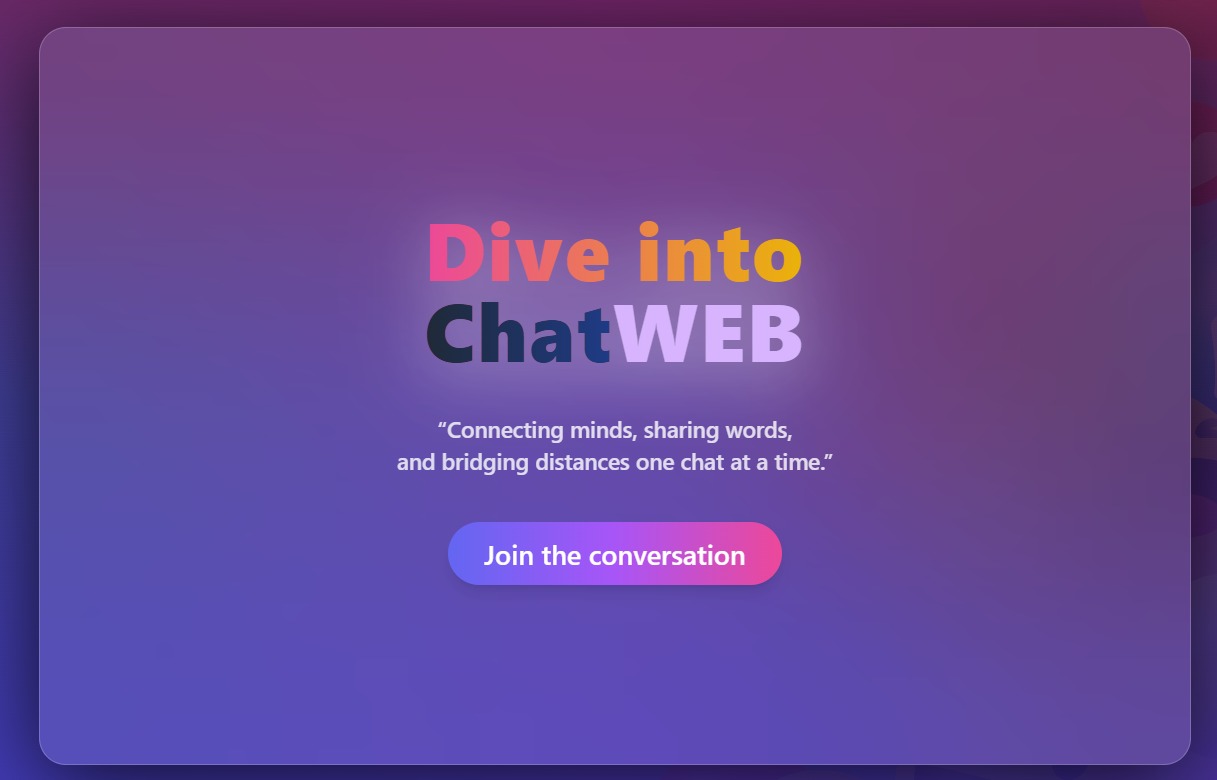 Dive into
ChatWEB
“Connecting minds, sharing words,
and bridging distances one chat at a time.”
Join the conversation